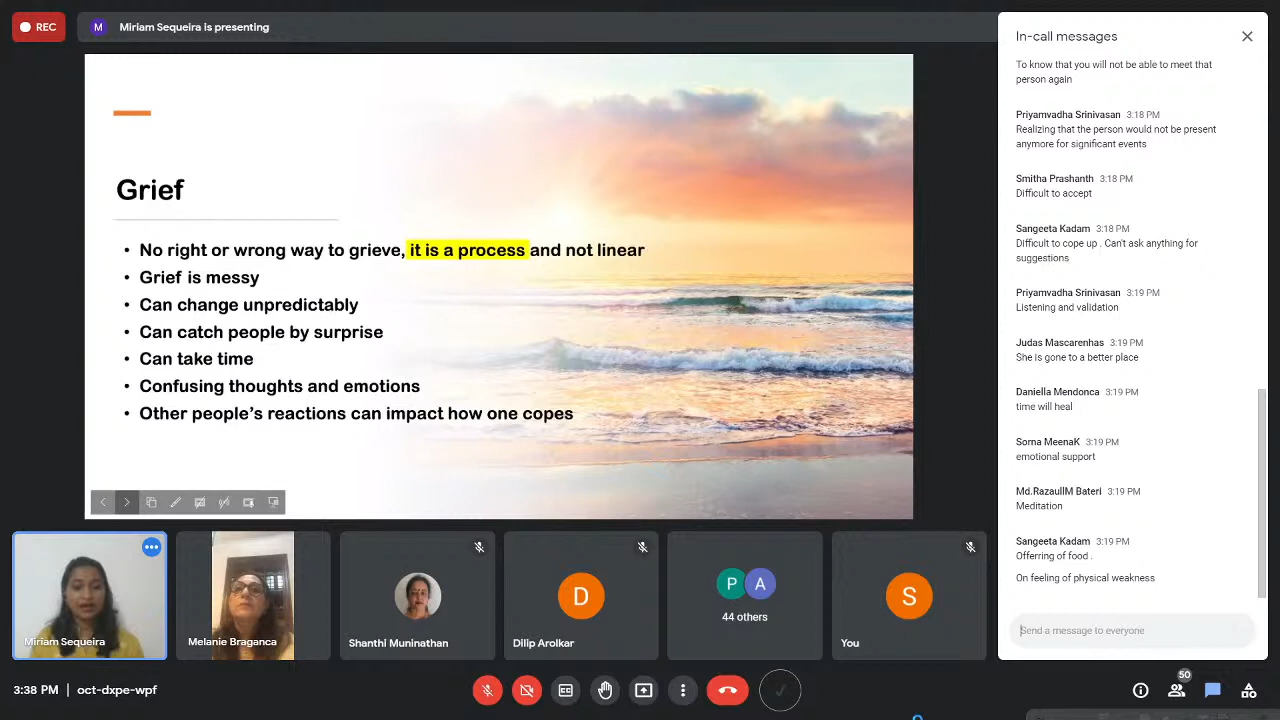 REC
M
Miriam Sequeira is presenting
Grief
• No right or wrong way to grieve, it is a process and not linear
• Grief is messy
• Can change unpredictably
• Can catch people by surprise
• Can take time
• Confusing thoughts and emotions
• Other people's reactions can impact how one copes
In-call messages
To know that you will not be able to meet that
person again
Priyamvadha Srinivasan 3:18 PM
Realizing that the person would not be present
anymore for significant events
Smitha Prashanth 3:18 PM
Difficult to accept
Sangeeta Kadam 3:18 PM
Difficult to cope up . Can't ask anything for
suggestions
Priyamvadha Srinivasan 3:19 PM
Listening and validation
Judas Mascarenhas 3:19 PM
She is gone to a better place
Daniella Mendonca 3:19 PM
time will heal
Sorna MeenaK 3:19 PM
emotional support
Md.RazaullM Bateri 3:19 PM
Meditation
Sangeeta Kadam 3:19 PM
Offerring of food .
On feeling of physical weakness
Send a message to everyone
Miriam Sequeira
Melanie Braganca
Shanthi Muninathan
D
Dilip Arolkar
P A
44 others
S
You
3:38 PM | oct-dxpe-wpf
50